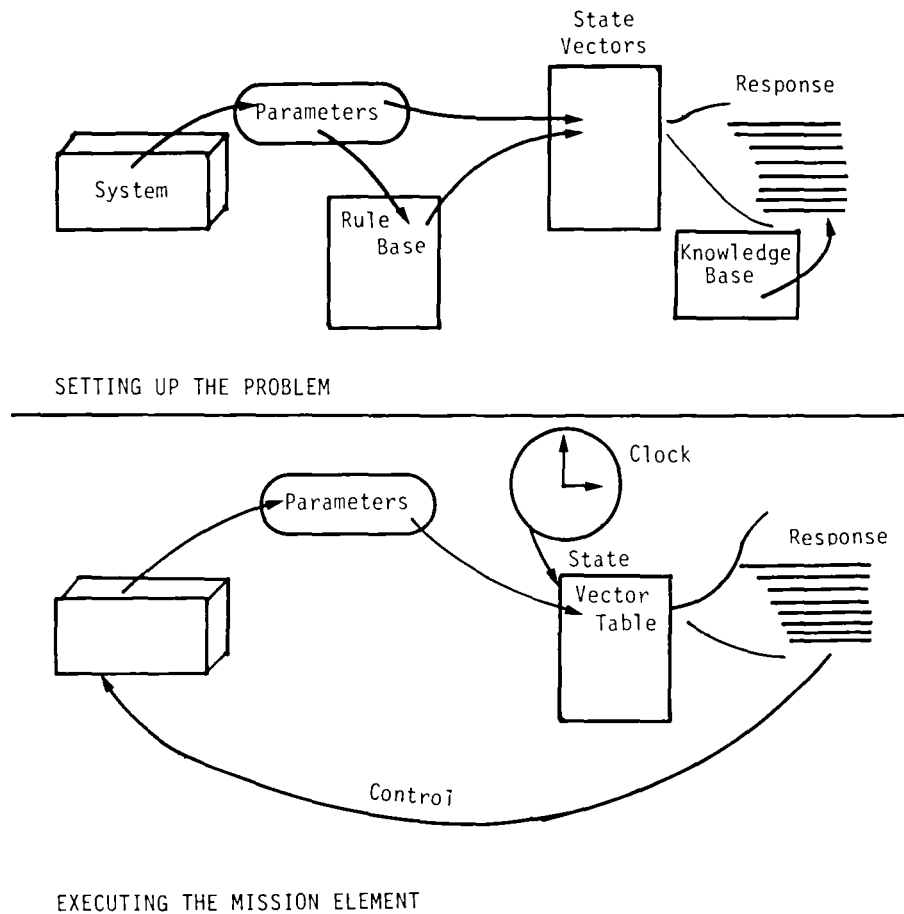 State
Vectors
Response
Parameters
System
Rule
Base
Knowledge
Base
SETTING UP THE PROBLEM
Clock
Parameters
Response
State
Vector
Table
Control
EXECUTING THE MISSION ELEMENT